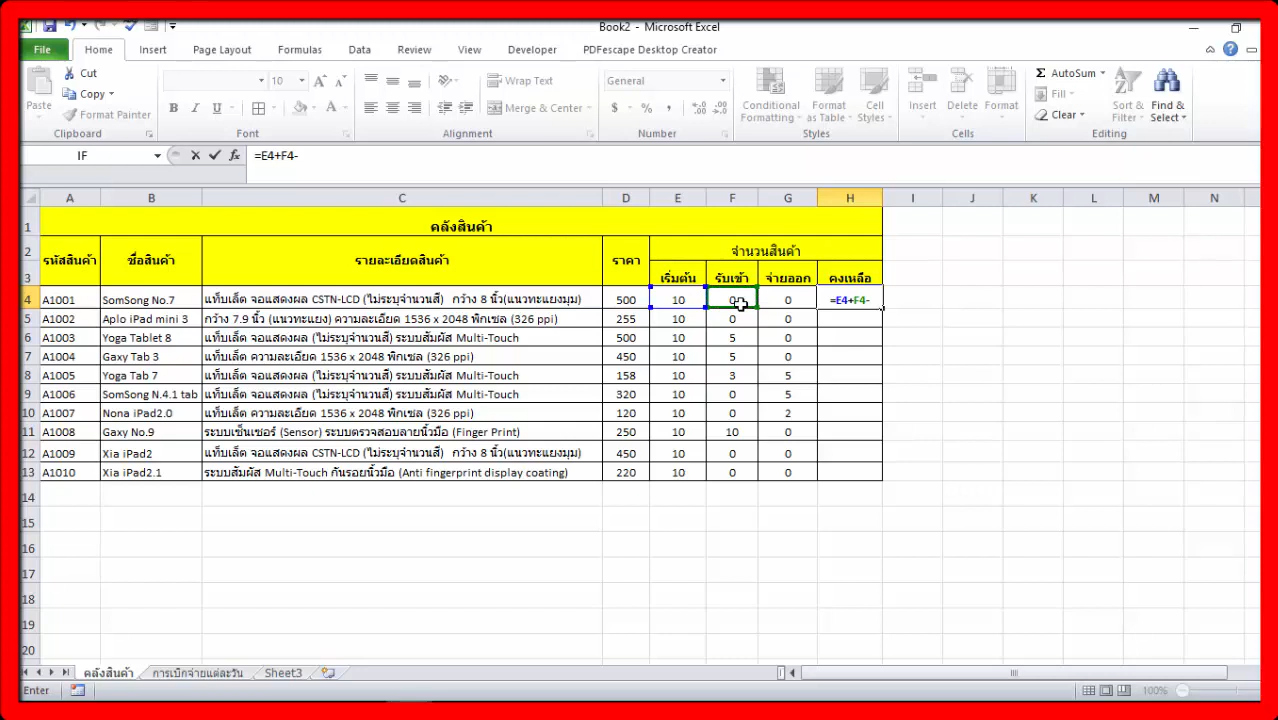 Book2 - Microsoft Excel
File Home Insert Page Layout Formulas Data Review View Developer PDFescape Desktop Creator
Paste Cut Copy Format Painter
Clipboard
10
B I U A
Font
Wrap Text
Merge & Center
Alignment
General
$ % ,
Number
Conditional Formatting Format as Table Cell Styles
Styles
Insert Delete Format
Cells
Σ AutoSum Fill Clear Sort & Filter Find & Select
Editing
IF fx =E4+F4-
A B C D E F G H I J K L M N
1 คลังสินค้า
2 รหัสสินค้า ชื่อสินค้า รายละเอียดสินค้า ราคา จำนวนสินค้า
3 เริ่มต้น รับเข้า จ่ายออก คงเหลือ
4 A1001 SomSong No.7 แท็บเล็ต จอแสดงผล CSTN-LCD (ไม่ระบุจำนวนสี) กว้าง 8 นิ้ว(แนวทะแยงมุม) 500 10 0 0 =E4+F4-
5 A1002 Aplo iPad mini 3 กว้าง 7.9 นิ้ว (แนวทะแยง) ความละเอียด 1536 x 2048 พิกเซล (326 ppi) 255 10 0 0
6 A1003 Yoga Tablet 8 แท็บเล็ต จอแสดงผล (ไม่ระบุจำนวนสี) ระบบสัมผัส Multi-Touch 500 10 5 0
7 A1004 Gaxy Tab 3 แท็บเล็ต ความละเอียด 1536 x 2048 พิกเซล (326 ppi) 450 10 5 0
8 A1005 Yoga Tab 7 แท็บเล็ต จอแสดงผล (ไม่ระบุจำนวนสี) ระบบสัมผัส Multi-Touch 158 10 3 5
9 A1006 SomSong N.4.1 tab แท็บเล็ต จอแสดงผล (ไม่ระบุจำนวนสี) ระบบสัมผัส Multi-Touch 320 10 0 5
10 A1007 Nona iPad2.0 แท็บเล็ต ความละเอียด 1536 x 2048 พิกเซล (326 ppi) 120 10 0 2
11 A1008 Gaxy No.9 ระบบเซ็นเซอร์ (Sensor) ระบบตรวจสอบลายนิ้วมือ (Finger Print) 250 10 10 0
12 A1009 Xia iPad2 แท็บเล็ต จอแสดงผล CSTN-LCD (ไม่ระบุจำนวนสี) กว้าง 8 นิ้ว(แนวทะแยงมุม) 450 10 0 0
13 A1010 Xia iPad2.1 ระบบสัมผัส Multi-Touch กันรอยนิ้วมือ (Anti fingerprint display coating) 220 10 0 0
14
15
16
17
18
19
20
คลังสินค้า การเบิกจ่ายแต่ละวัน Sheet3
Enter 100%